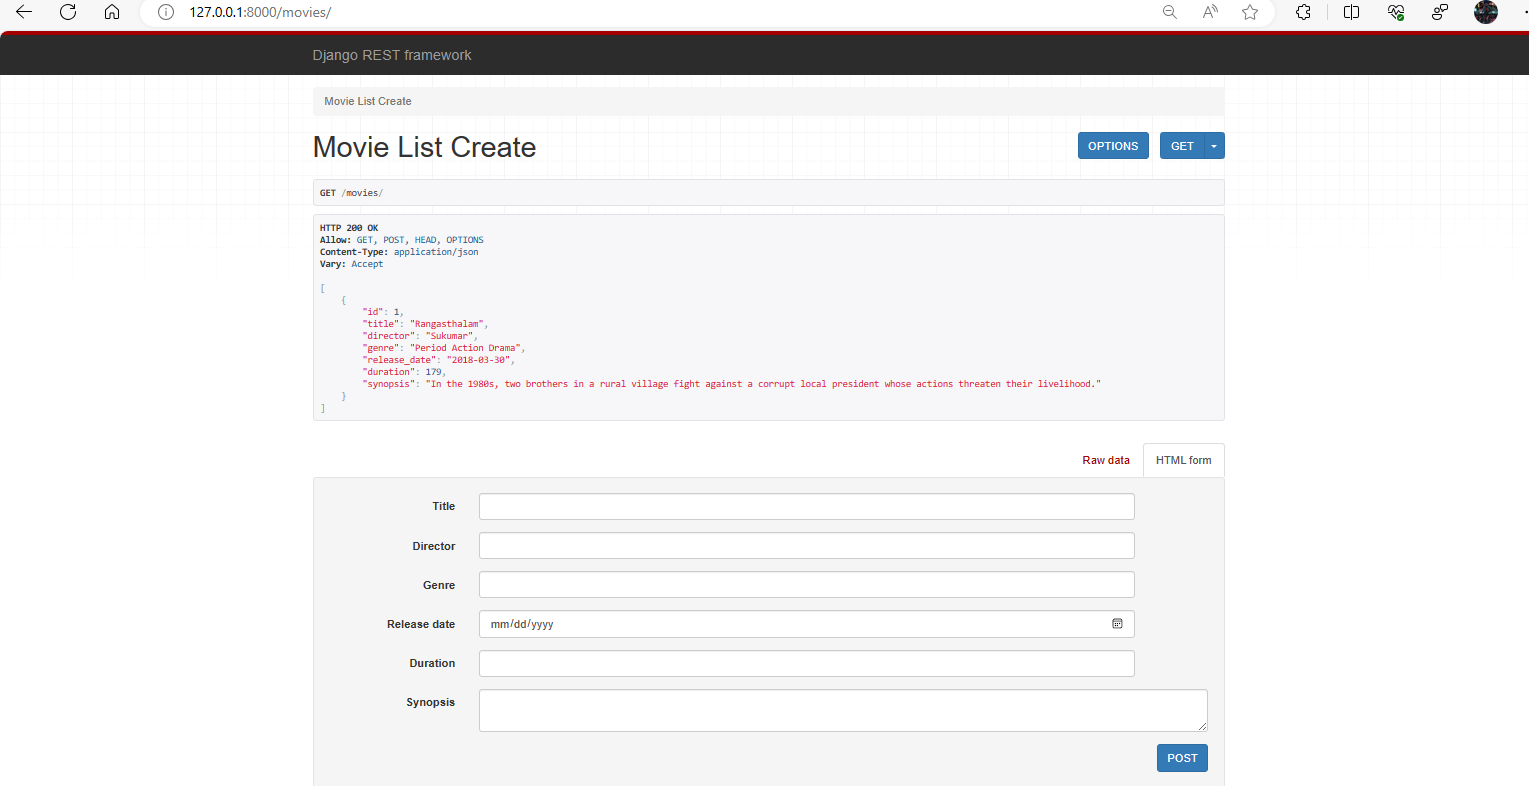 127.0.0.1:8000/movies/
Django REST framework
Movie List Create
Movie List Create
OPTIONS
GET
GET /movies/
HTTP 200 OK
Allow: GET, POST, HEAD, OPTIONS
Content-Type: application/json
Vary: Accept
[
    {
        "id": 1,
        "title": "Rangasthalam",
        "director": "Sukumar",
        "genre": "Period Action Drama",
        "release_date": "2018-03-30",
        "duration": 179,
        "synopsis": "In the 1980s, two brothers in a rural village fight against a corrupt local president whose actions threaten their livelihood."
    }
]
Raw data
HTML form
Title
Director
Genre
Release date
mm/dd/yyyy
Duration
Synopsis
POST